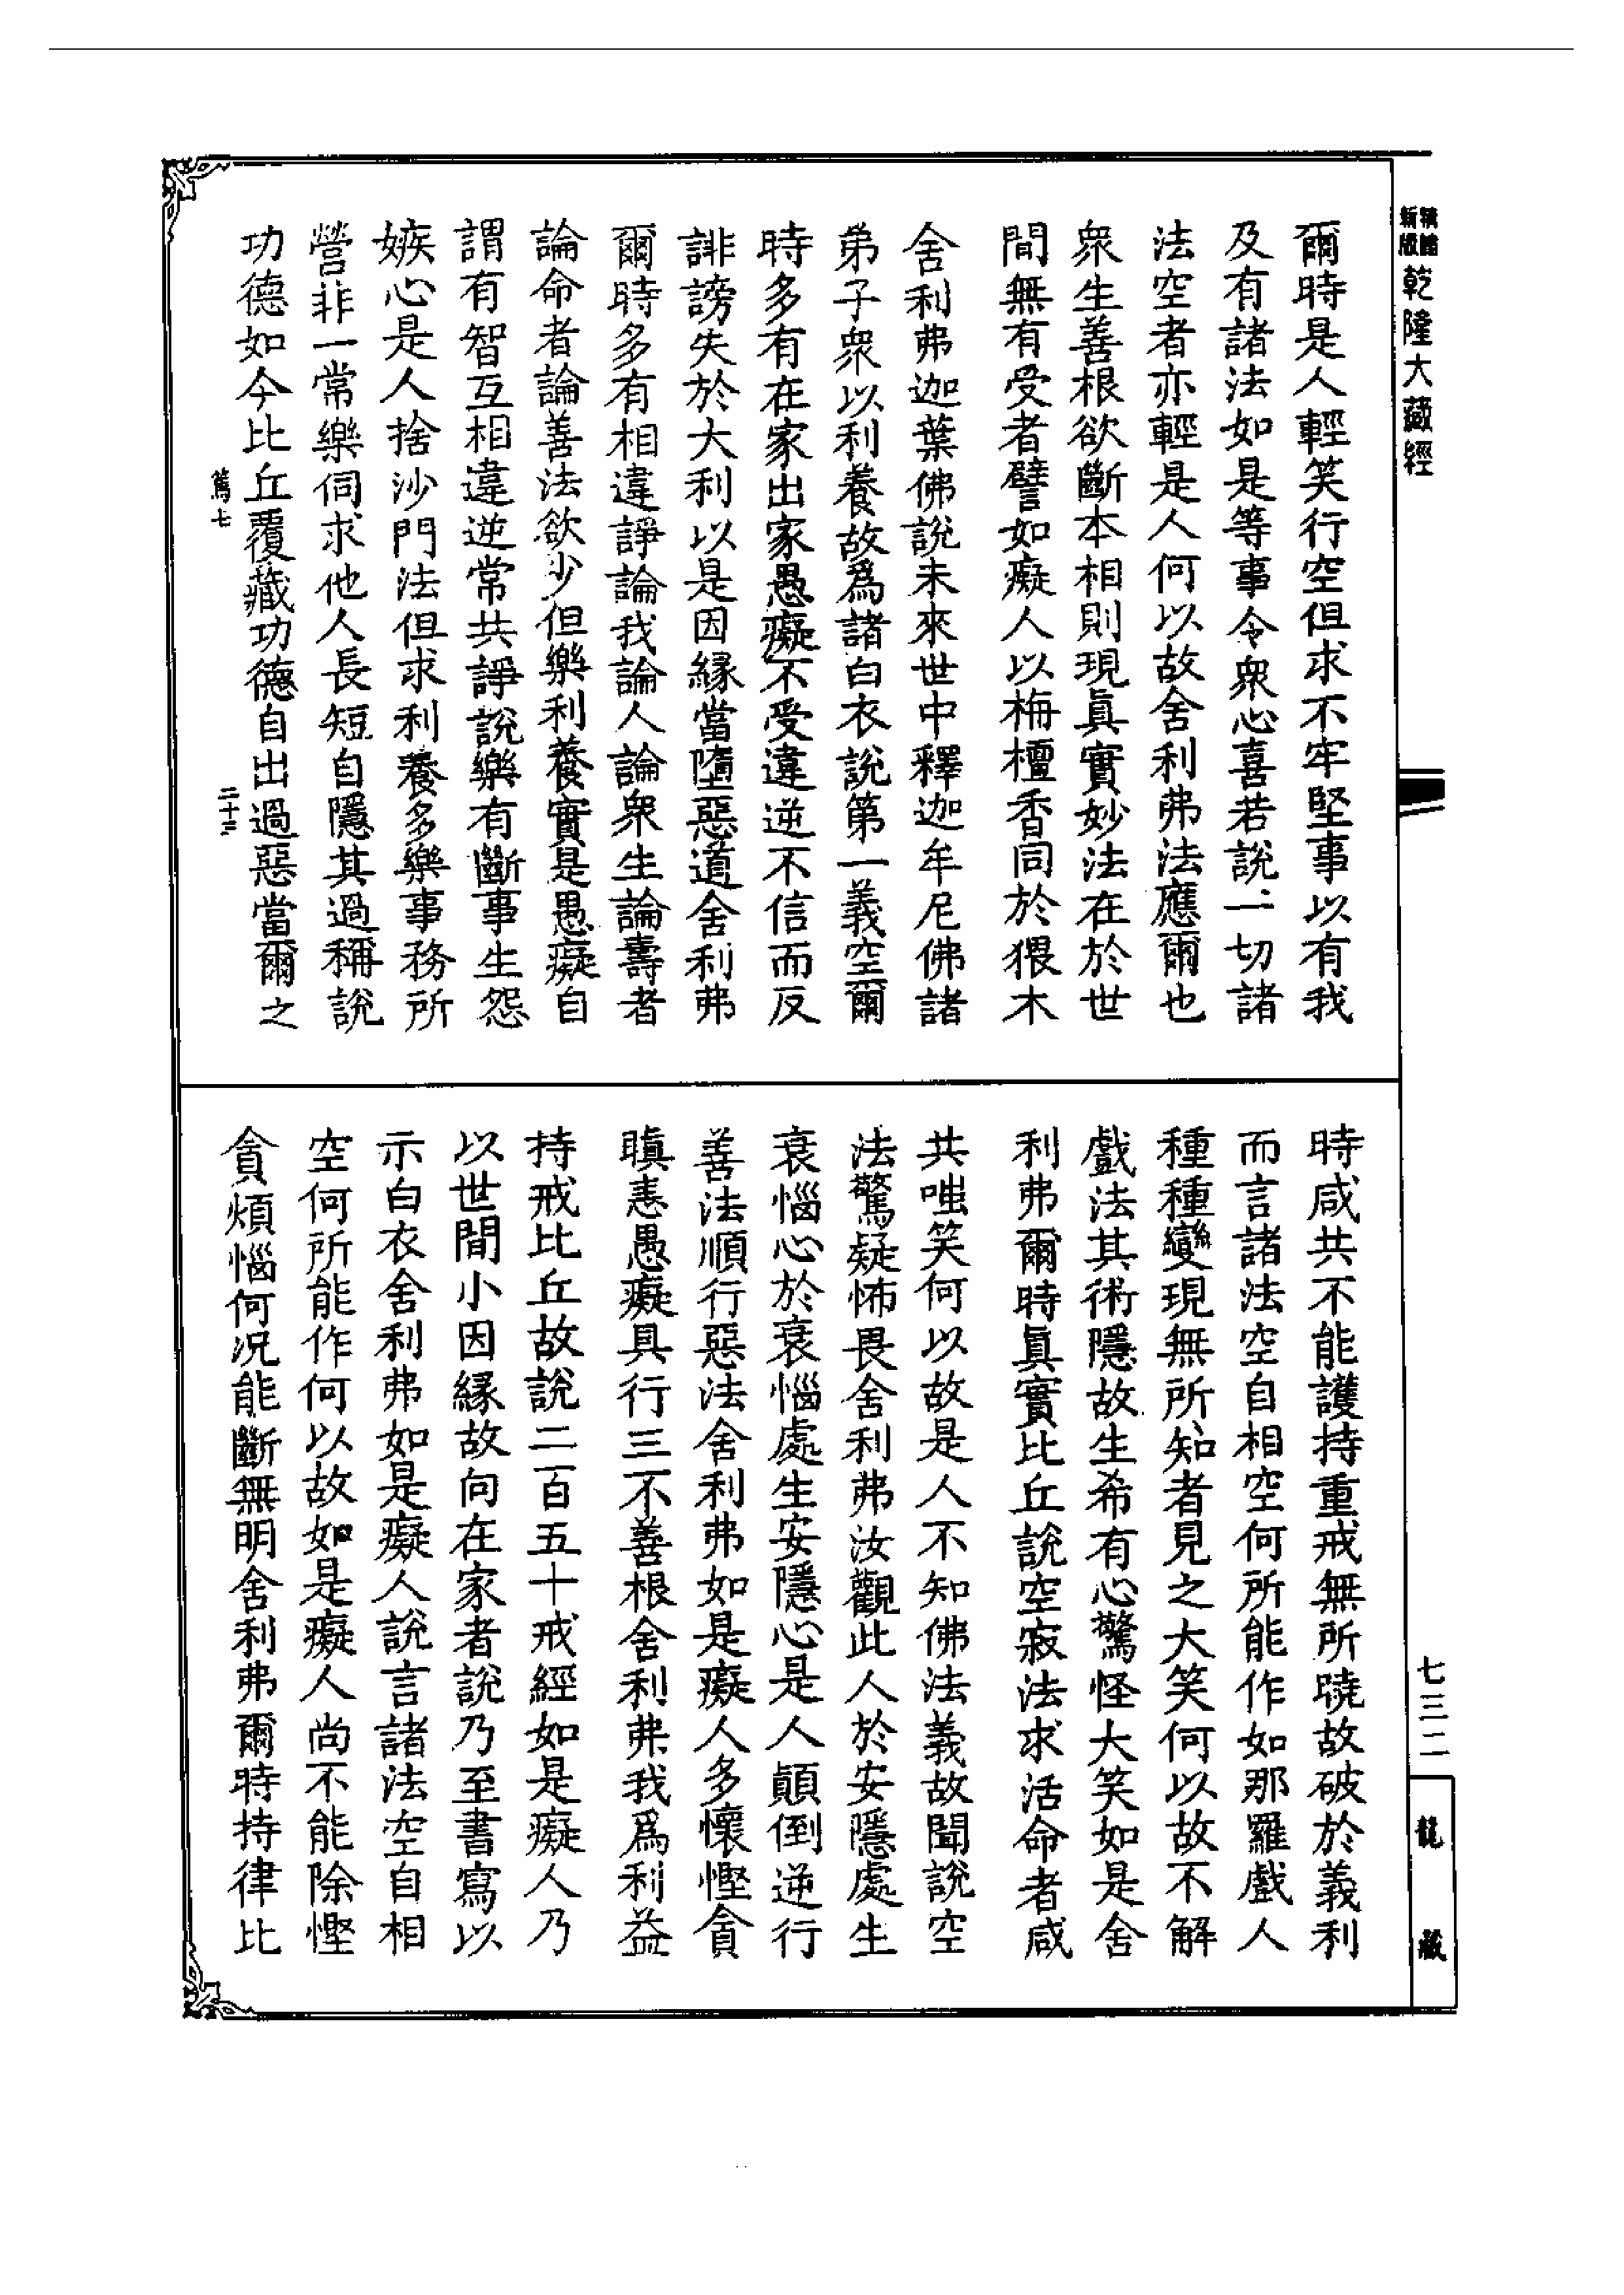 精縮
新版
乾隆大藏經
爾時是人輕笑行空但求不牢堅事以有我
及有諸法如是等事令衆心喜若說一切諸
法空者亦輕是人何以故舍利弗法應爾也
衆生善根欲斷本相則現真實妙法在於世
間無有受者譬如癡人以栴檀香同於猥木
舍利弗迦葉佛說未來世中釋迦牟尼佛諸
弟子衆以利養故爲諸白衣說第一義空爾
時多有在家出家愚癡不受違逆不信而反
誹謗失於大利以是因緣當墮惡道舍利弗
爾時多有相違諍論我論人論衆生論壽者
論命者論善法欲少但樂利養實是愚癡自
謂有智互相違逆常共諍說樂有斷事生怨
嫉心是人捨沙門法但求利養多樂事務所
營非一常樂伺求他人長短自隱其過稱說
功德如今比丘覆藏功德自出過惡當爾之
篤七
二十三
時咸共不能護持重戒無所曉故破於義利
而言諸法空自相空何所能作如那羅戲人
種種變現無所知者見之大笑何以故不解
戲法其術隱故生希有心驚怪大笑如是舍
利弗爾時真實比丘說空寂法求活命者咸
共嗤笑何以故是人不知佛法義故聞說空
法驚疑怖畏舍利弗汝觀此人於安隱處生
衰惱心於衰惱處生安隱心是人顛倒逆行
善法順行惡法舍利弗如是癡人多懷慳貪
瞋恚愚癡具行三不善根舍利弗我爲利益
持戒比丘故說二百五十戒經如是癡人乃
以世間小因緣故向在家者說乃至書寫以
示白衣舍利弗如是癡人說言諸法空自相
空何所能作何以故如是癡人尚不能除慳
貪煩惱何況能斷無明舍利弗爾時持律比
七三二
龍藏